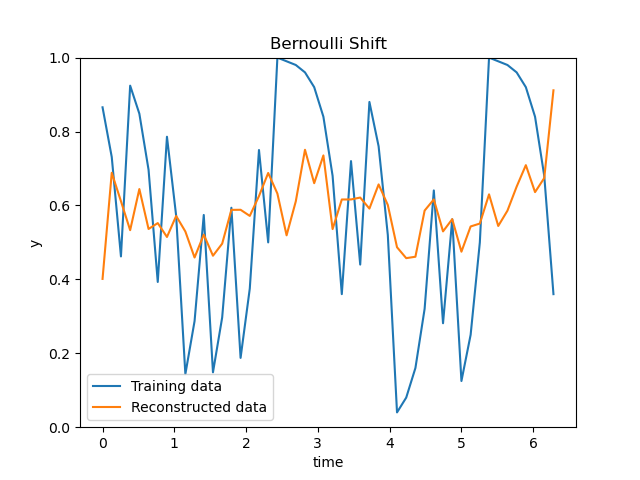 Bernoulli Shift
1.0
0.8
0.6
0.4
0.2
0.0
y
Training data
Reconstructed data
0 1 2 3 4 5 6
time